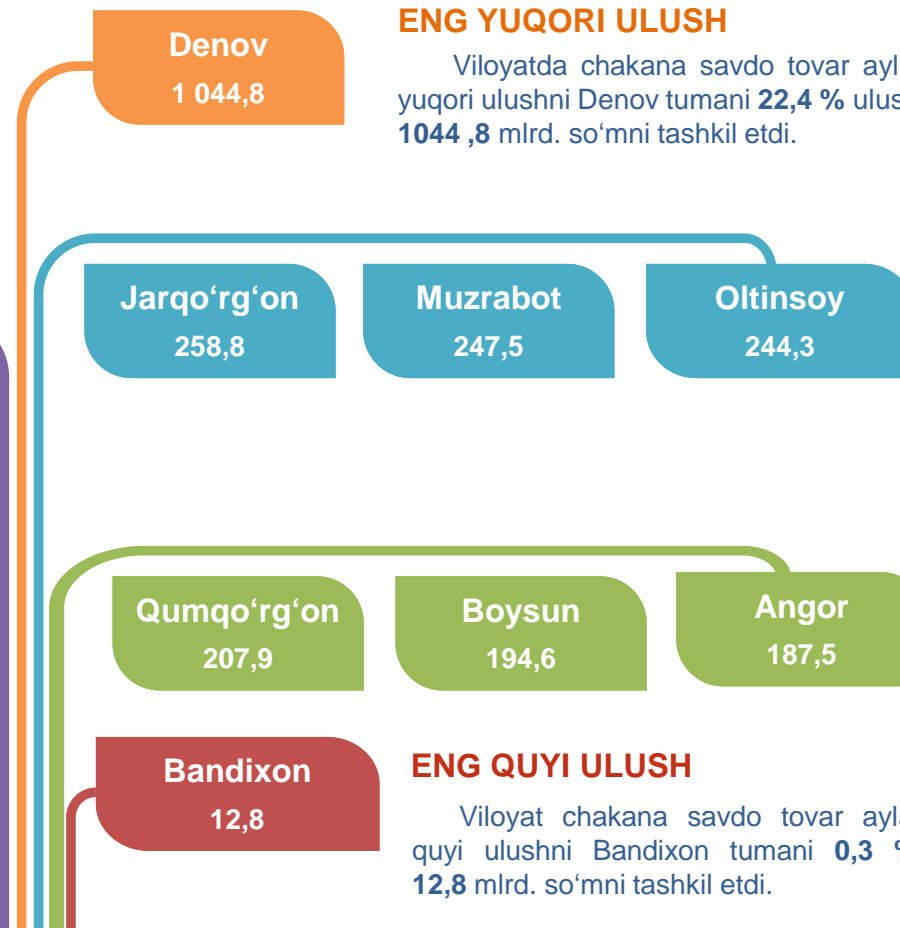 Denov
1 044,8
ENG YUQORI ULUSH
Viloyatda chakana savdo tovar
yuqori ulushni Denov tumani 22,4 %
1044 ,8 mlrd. so‘mni tashkil etdi.
Jarqo‘rg‘on
258,8
Muzrabot
247,5
Oltinsoy
244,3
Qumqo‘rg‘on
207,9
Boysun
194,6
Angor
187,5
Bandixon
12,8
ENG QUYI ULUSH
Viloyat chakana savdo tovar
quyi ulushni Bandixon tumani 0,3
12,8 mlrd. so‘mni tashkil etdi.